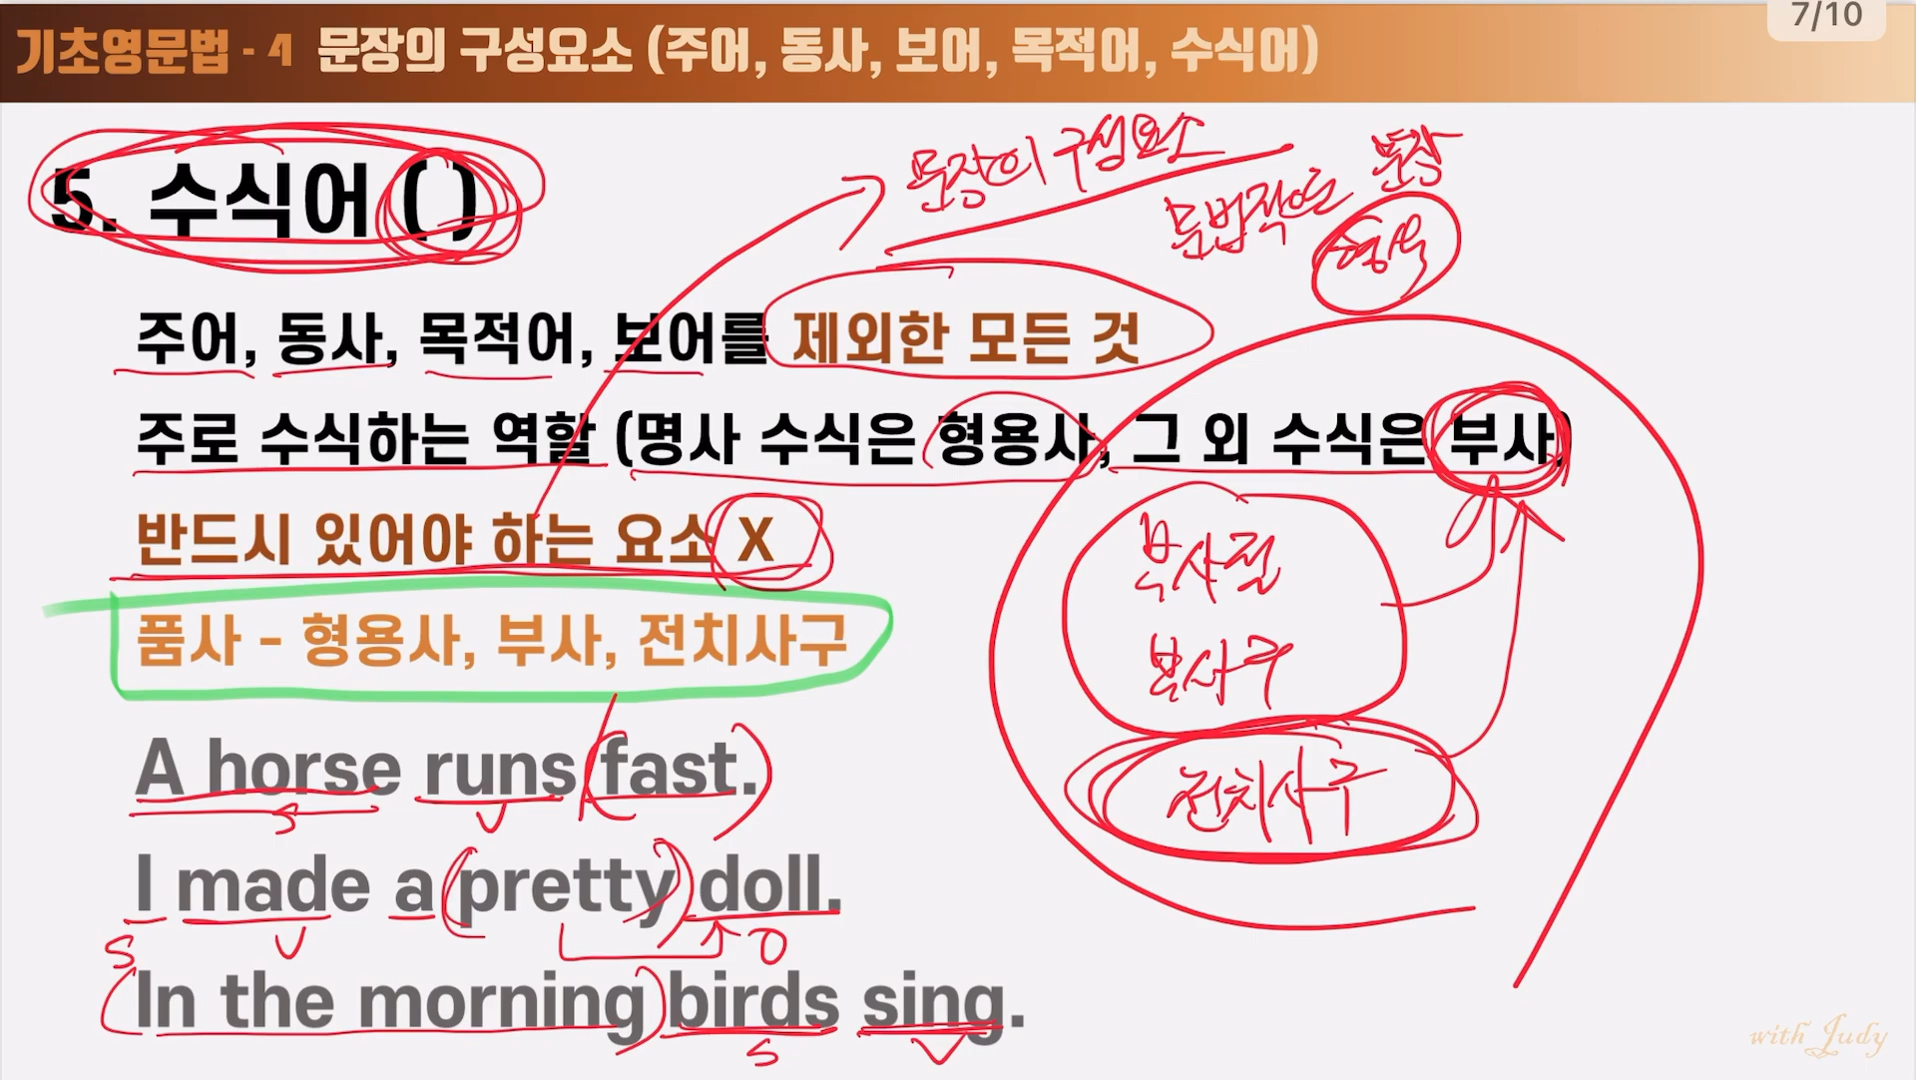 7/10
기초영문법 - 4 문장의 구성요소 (주어, 동사, 보어, 목적어, 수식어)
5. 수식어 ( )
문장의 구성요소
문법적으로 문장
형식
주어, 동사, 목적어, 보어를 제외한 모든 것
주로 수식하는 역할 (명사 수식은 형용사, 그 외 수식은 부사)
반드시 있어야 하는 요소 X
품사 - 형용사, 부사, 전치사구
부사절
부사구
전치사구
A horse runs (fast.)
S V
I made a (pretty) doll.
S V O
(In the morning) birds sing.
S V
with Judy